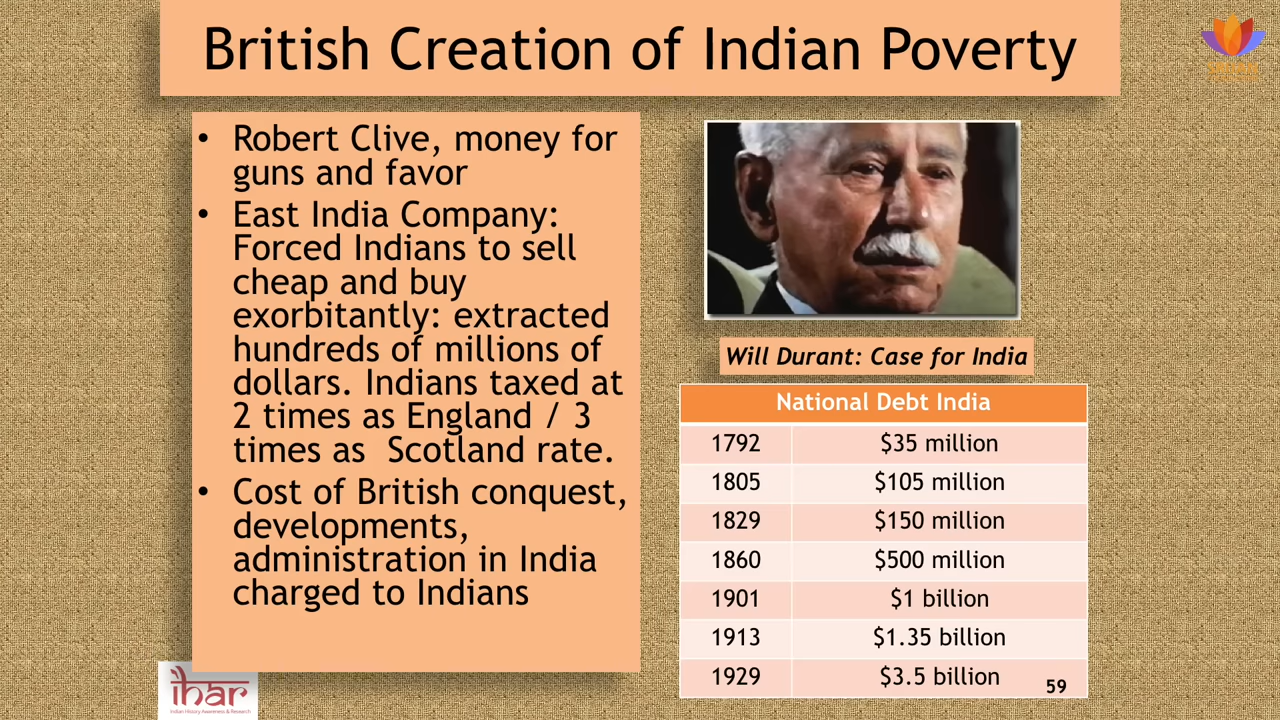 British Creation of Indian Poverty
• Robert Clive, money for
guns and favor
• East India Company:
Forced Indians to sell
cheap and buy
exorbitantly: extracted
hundreds of millions of
dollars. Indians taxed at
2 times as England / 3
times as  Scotland rate.
• Cost of British conquest,
developments,
administration in India
charged to Indians
Will Durant: Case for India
National Debt India
1792 $35 million
1805 $105 million
1829 $150 million
1860 $500 million
1901 $1 billion
1913 $1.35 billion
1929 $3.5 billion
59
ihar
Indian History Awareness & Research